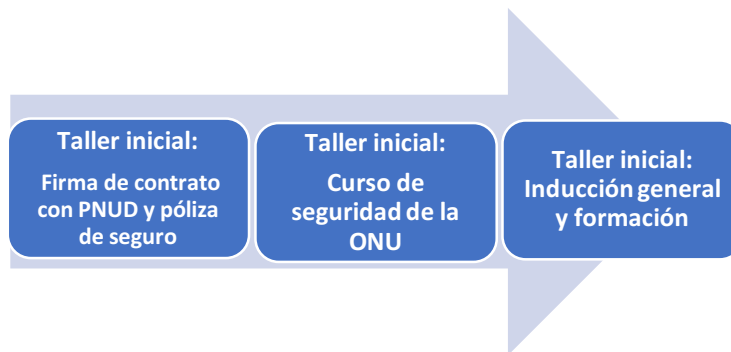 Taller inicial:
Firma de contrato
con PNUD y póliza
de seguro
Taller inicial:
Curso de
seguridad de la
ONU
Taller inicial:
Inducción general
y formación